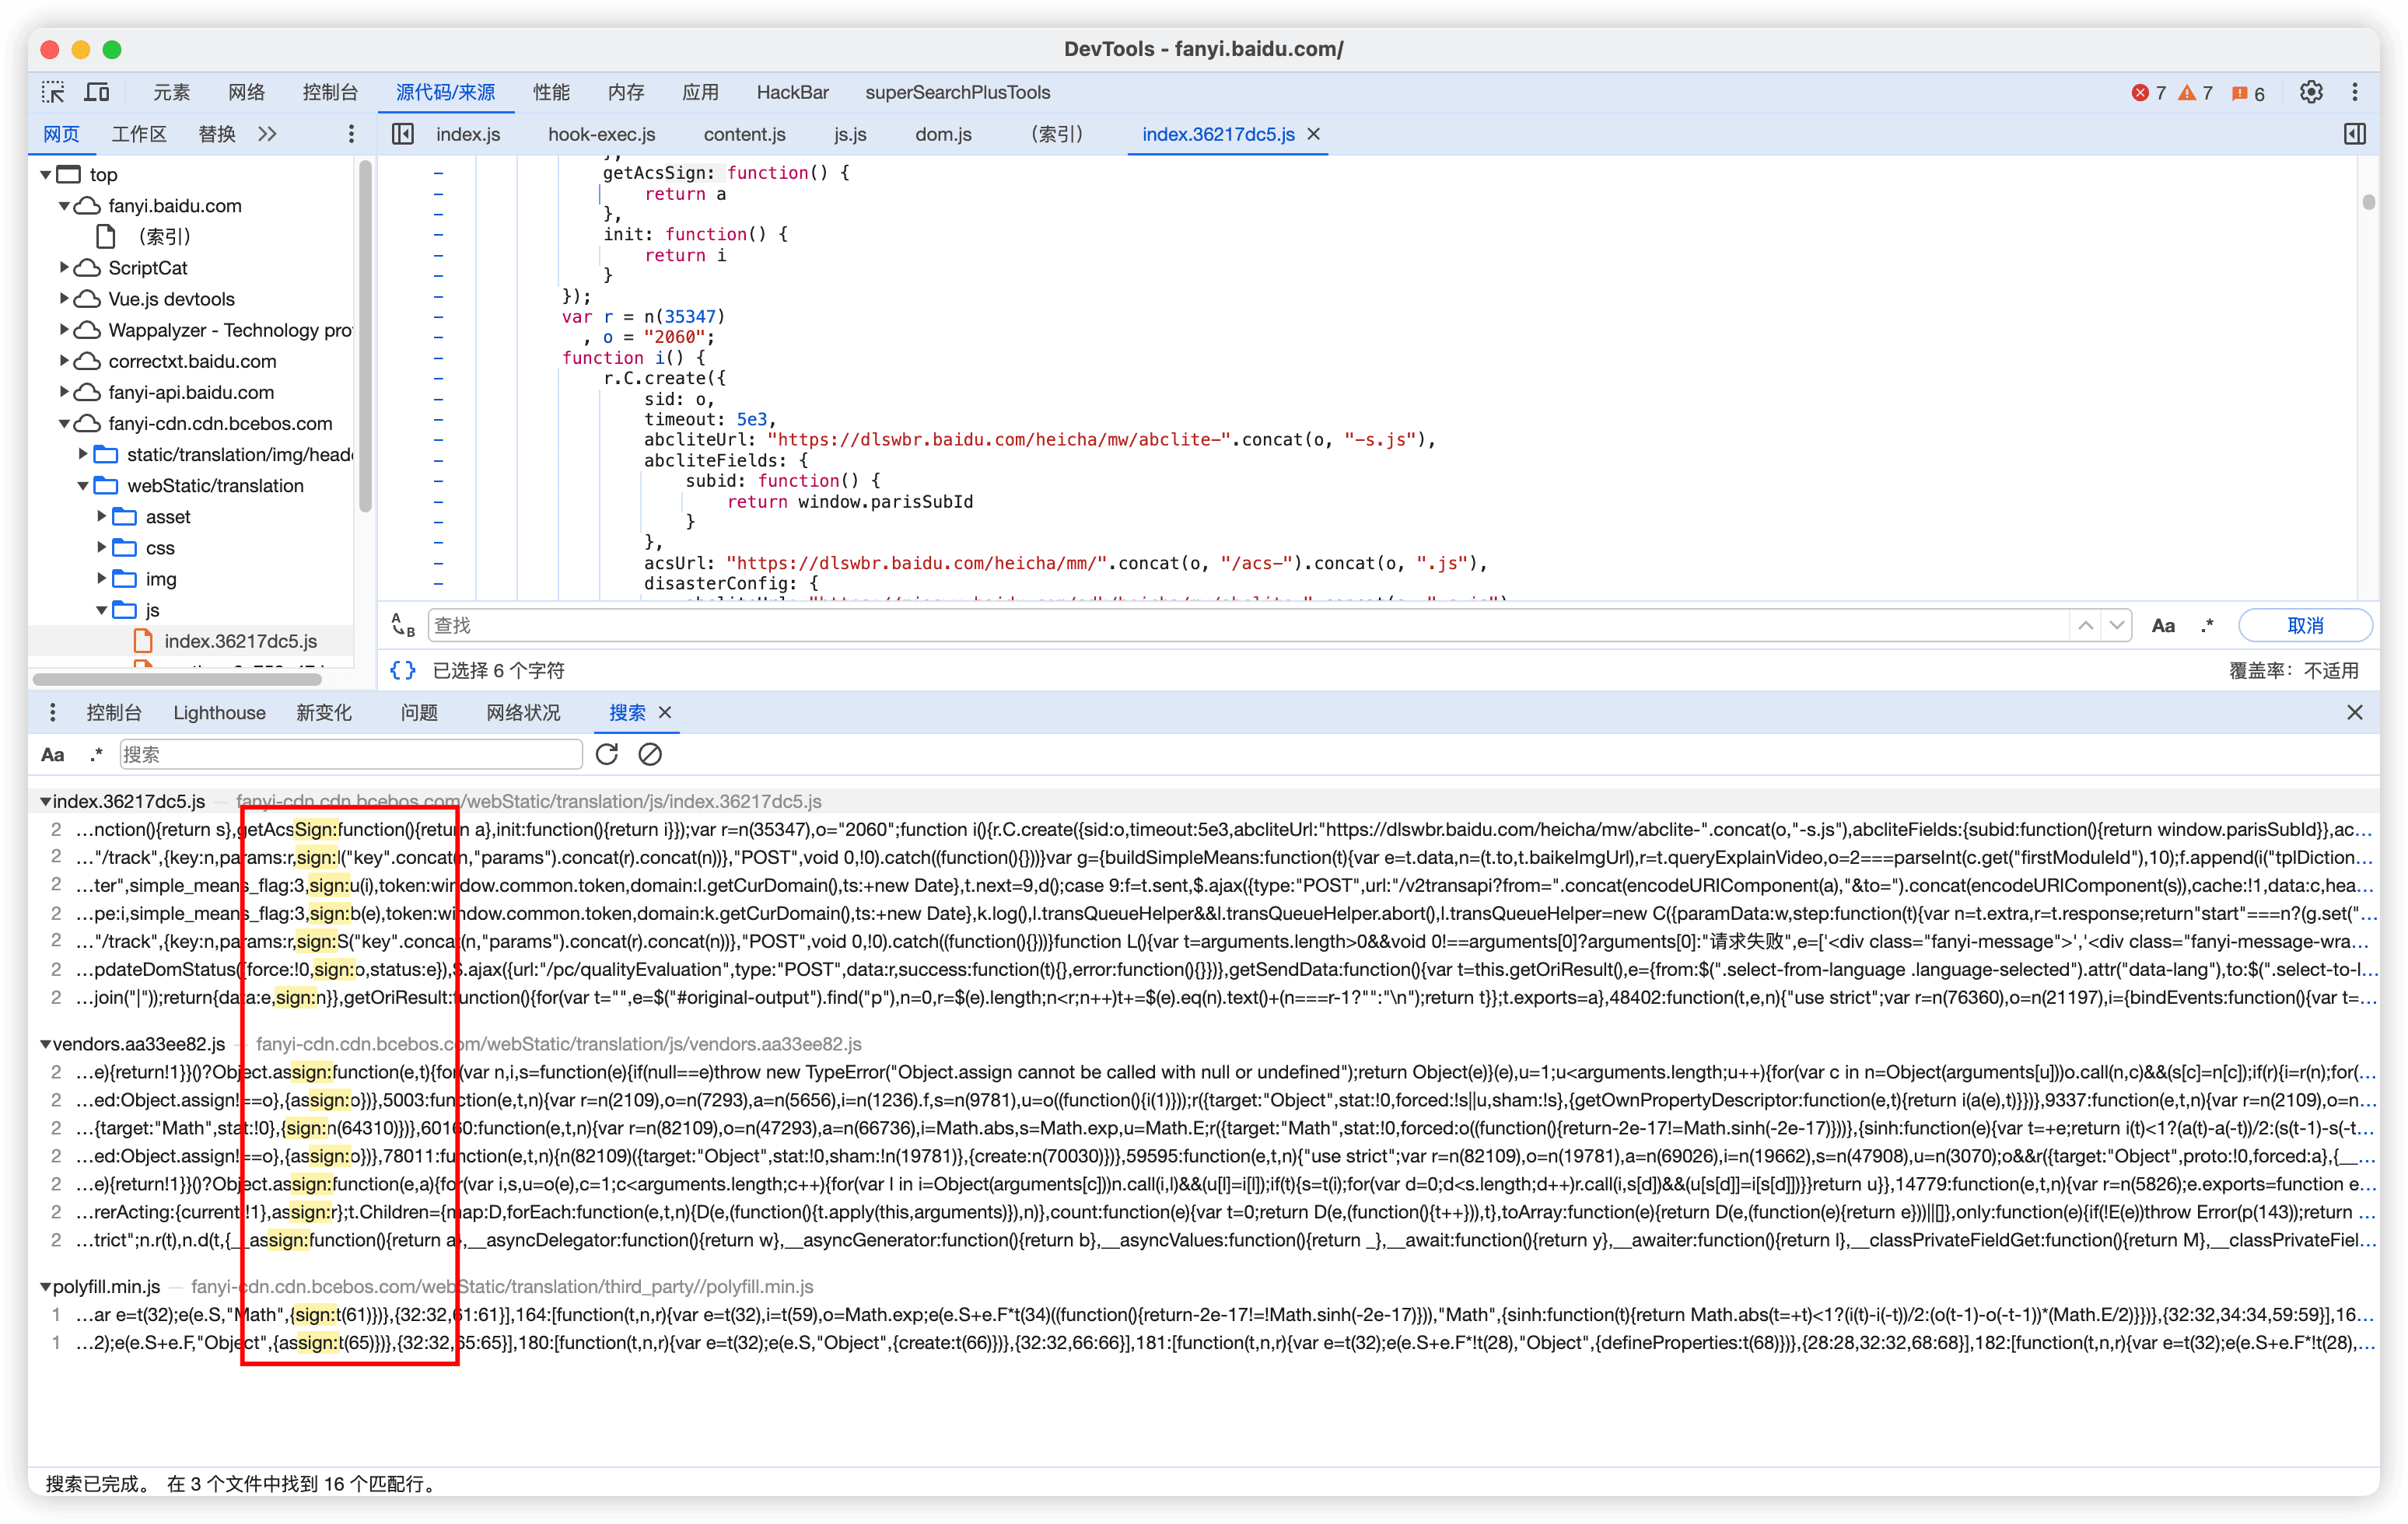 DevTools - fanyi.baidu.com/
元素 网络 控制台 源代码/来源 性能 内存 应用 HackBar superSearchPlusTools 7 7 6
网页 工作区 替换 index.js hook-exec.js content.js js.js dom.js (索引) index.36217dc5.js
top
fanyi.baidu.com
(索引)
ScriptCat
Vue.js devtools
Wappalyzer - Technology pro
correctxt.baidu.com
fanyi-api.baidu.com
fanyi-cdn.cdn.bcebos.com
static/translation/img/head
webStatic/translation
asset
css
img
js
index.36217dc5.js
},
getAcsSign: function() {
return a
},
init: function() {
return i
}
});
var r = n(35347)
, o = "2060";
function i() {
r.C.create({
sid: o,
timeout: 5e3,
abcliteUrl: "https://dlswbr.baidu.com/heicha/mw/abclite-".concat(o, "-s.js"),
abcliteFields: {
subid: function() {
return window.parisSubId
}
},
acsUrl: "https://dlswbr.baidu.com/heicha/mm/".concat(o, "/acs-").concat(o, ".js"),
disasterConfig: {
查找 Aa .* 取消
{} 已选择 6 个字符 覆盖率：不适用
控制台 Lighthouse 新变化 问题 网络状况 搜索
Aa .* 搜索
index.36217dc5.js — fanyi-cdn.cdn.bcebos.com/webStatic/translation/js/index.36217dc5.js
2 …nction(){return s},getAcsSign:function(){return a},init:function(){return i}});var r=n(35347),o="2060";function i(){r.C.create({sid:o,timeout:5e3,abcliteUrl:"https://dlswbr.baidu.com/heicha/mw/abclite-".concat(o,"-s.js"),abcliteFields:{subid:function(){return window.parisSubId}},ac…
2 …"/track",{key:n,params:r,sign:l("key".concat(n,"params").concat(r).concat(n))},"POST",void 0,!0).catch((function(){}))}var g={buildSimpleMeans:function(t){var e=t.data,n=(t.to,t.baikeImgUrl),r=t.queryExplainVideo,o=2===parseInt(c.get("firstModuleId"),10);f.append(i("tplDiction…
2 …ter",simple_means_flag:3,sign:u(i),token:window.common.token,domain:l.getCurDomain(),ts:+new Date},t.next=9,d();case 9:f=t.sent,$.ajax({type:"POST",url:"/v2transapi?from=".concat(encodeURIComponent(a),"&to=").concat(encodeURIComponent(s)),cache:!1,data:c,hea…
2 …pe:i,simple_means_flag:3,sign:b(e),token:window.common.token,domain:k.getCurDomain(),ts:+new Date},k.log(),l.transQueueHelper&&l.transQueueHelper.abort(),l.transQueueHelper=new C({paramData:w,step:function(t){var n=t.extra,r=t.response;return"start"===n?(g.set("…
2 …"/track",{key:n,params:r,sign:S("key".concat(n,"params").concat(r).concat(n))},"POST",void 0,!0).catch((function(){}))}function L(){var t=arguments.length>0&&void 0!==arguments[0]?arguments[0]:"请求失败",e=['<div class="fanyi-message">','<div class="fanyi-message-wra…
2 …pdateDomStatus({force:!0,sign:o,status:e}),$.ajax({url:"/pc/qualityEvaluation",type:"POST",data:r,success:function(t){},error:function(){}})},getSendData:function(){var t=this.getOriResult(),e={from:$(".select-from-language .language-selected").attr("data-lang"),to:$(".select-to-l…
2 …join("|"));return{data:e,sign:n}},getOriResult:function(){for(var t="",e=$("#original-output").find("p"),n=0,r=$(e).length;n<r;n++)t+=$(e).eq(n).text()+(n===r-1?"":"\n");return t}};t.exports=a},48402:function(t,e,n){"use strict";var r=n(76360),o=n(21197),i={bindEvents:function(){var t=…
vendors.aa33ee82.js — fanyi-cdn.cdn.bcebos.com/webStatic/translation/js/vendors.aa33ee82.js
2 …e){return!1}}()?Object.assign:function(e,t){for(var n,i,s=function(e){if(null==e)throw new TypeError("Object.assign cannot be called with null or undefined");return Object(e)}(e),u=1;u<arguments.length;u++){for(var c in n=Object(arguments[u]))o.call(n,c)&&(s[c]=n[c]);if(r){i=r(n);for(…
2 …ed:Object.assign!==o},{assign:o})},5003:function(e,t,n){var r=n(2109),o=n(7293),a=n(5656),i=n(1236).f,s=n(9781),u=o((function(){i(1)}));r({target:"Object",stat:!0,forced:!s||u,sham:!s},{getOwnPropertyDescriptor:function(e,t){return i(a(e),t)}})},9337:function(e,t,n){var r=n(2109),o=n…
2 …{target:"Math",stat:!0},{sign:n(64310)})},60160:function(e,t,n){var r=n(82109),o=n(47293),a=n(66736),i=Math.abs,s=Math.exp,u=Math.E;r({target:"Math",stat:!0,forced:o((function(){return-2e-17!=Math.sinh(-2e-17)}))},{sinh:function(e){var t=+e;return i(t)<1?(a(t)-a(-t))/2:(s(t-1)-s(-t…
2 …ed:Object.assign!==o},{assign:o})},78011:function(e,t,n){n(82109)({target:"Object",stat:!0,sham:!n(19781)},{create:n(70030)})},59595:function(e,t,n){"use strict";var r=n(82109),o=n(19781),a=n(69026),i=n(19662),s=n(47908),u=n(3070);o&&r({target:"Object",proto:!0,forced:a},{__…
2 …e){return!1}}()?Object.assign:function(e,a){for(var i,s,u=o(e),c=1;c<arguments.length;c++){for(var l in i=Object(arguments[c]))n.call(i,l)&&(u[l]=i[l]);if(t){s=t(i);for(var d=0;d<s.length;d++)r.call(i,s[d])&&(u[s[d]]=i[s[d]])}}return u}},14779:function(e,t,n){var r=n(5826);e.exports=function e…
2 …rerActing:{current:!1},assign:r};t.Children={map:D,forEach:function(e,t,n){D(e,(function(){t.apply(this,arguments)}),n)},count:function(e){var t=0;return D(e,(function(){t++})),t},toArray:function(e){return D(e,(function(e){return e}))||[]},only:function(e){if(!E(e))throw Error(p(143));return …
2 …trict";n.r(t),n.d(t,{__assign:function(){return a},__asyncDelegator:function(){return w},__asyncGenerator:function(){return b},__asyncValues:function(){return _},__await:function(){return y},__awaiter:function(){return l},__classPrivateFieldGet:function(){return M},__classPrivateFiel…
polyfill.min.js — fanyi-cdn.cdn.bcebos.com/webStatic/translation/third_party//polyfill.min.js
1 …ar e=t(32);e(e.S,"Math",{sign:t(61)})},{32:32,61:61}],164:[function(t,n,r){var e=t(32),i=t(59),o=Math.exp;e(e.S+e.F*t(34)((function(){return-2e-17!=!Math.sinh(-2e-17)})),"Math",{sinh:function(t){return Math.abs(t=+t)<1?(i(t)-i(-t))/2:(o(t-1)-o(-t-1))*(Math.E/2)}})},{32:32,34:34,59:59}],16…
1 …2);e(e.S+e.F,"Object",{assign:t(65)})},{32:32,65:65}],180:[function(t,n,r){var e=t(32);e(e.S,"Object",{create:t(66)})},{32:32,66:66}],181:[function(t,n,r){var e=t(32);e(e.S+e.F*!t(28),"Object",{defineProperties:t(68)})},{28:28,32:32,68:68}],182:[function(t,n,r){var e=t(32);e(e.S+e.F*!t(28),…
搜索已完成。 在 3 个文件中找到 16 个匹配行。